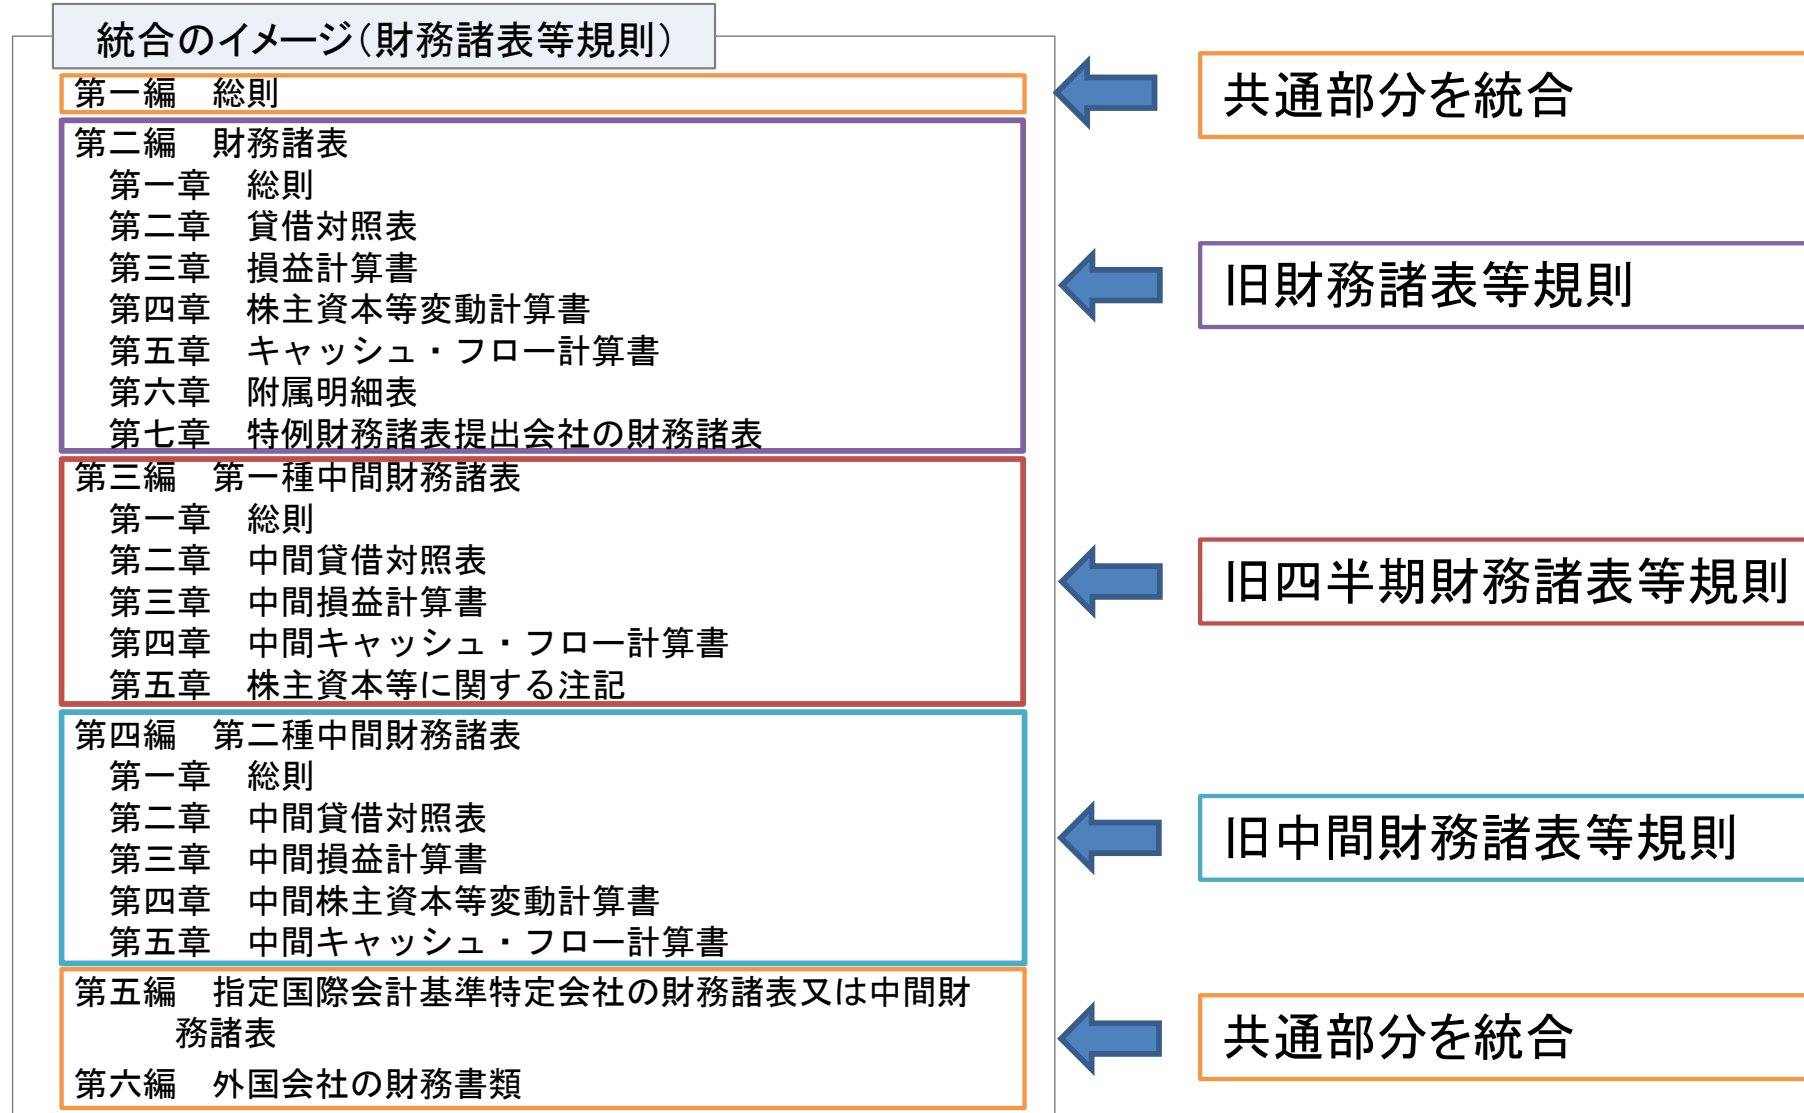 統合のイメージ（財務諸表等規則）
第一編　総則
共通部分を統合
第二編　財務諸表
第一章　総則
第二章　貸借対照表
第三章　損益計算書
第四章　株主資本等変動計算書
第五章　キャッシュ・フロー計算書
第六章　附属明細表
第七章　特例財務諸表提出会社の財務諸表
旧財務諸表等規則
第三編　第一種中間財務諸表
第一章　総則
第二章　中間貸借対照表
第三章　中間損益計算書
第四章　中間キャッシュ・フロー計算書
第五章　株主資本等に関する注記
旧四半期財務諸表等規則
第四編　第二種中間財務諸表
第一章　総則
第二章　中間貸借対照表
第三章　中間損益計算書
第四章　中間株主資本等変動計算書
第五章　中間キャッシュ・フロー計算書
旧中間財務諸表等規則
第五編　指定国際会計基準特定会社の財務諸表又は中間財
務諸表
第六編　外国会社の財務書類
共通部分を統合